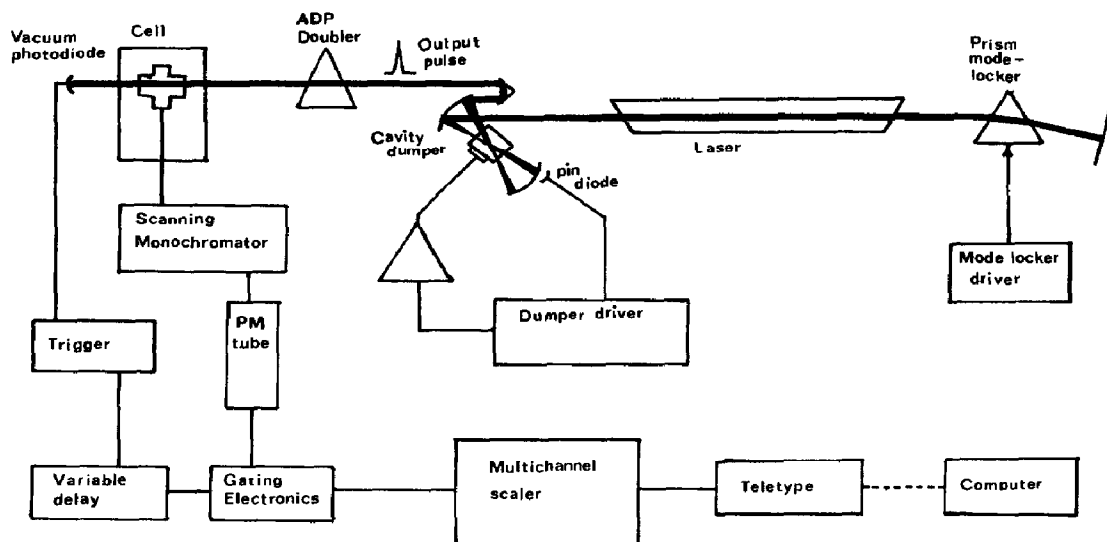 Vacuum
photodiode
Cell
ADP
Doubler
Output
pulse
Prism
mode-
locker
Cavity
dumper
Laser
pin
diode
Scanning
Monochromator
Mode locker
driver
PM
tube
Dumper driver
Trigger
Variable
delay
Gating
Electronics
Multichannel
scaler
Teletype
Computer